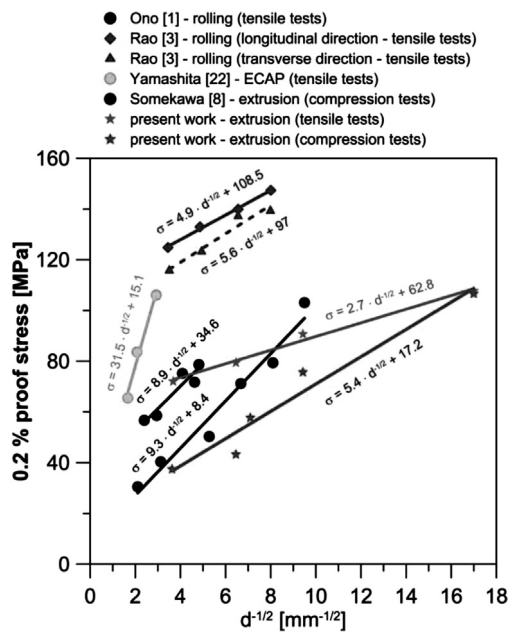 Ono [1] - rolling (tensile tests)
Rao [3] - rolling (longitudinal direction - tensile tests)
Rao [3] - rolling (transverse direction - tensile tests)
Yamashita [22] - ECAP (tensile tests)
Somekawa [8] - extrusion (compression tests)
present work - extrusion (tensile tests)
present work - extrusion (compression tests)
160
σ = 4.9 · d-1/2 + 108.5
σ = 5.6 · d-1/2 + 97
120
σ = 31.5 · d-1/2 + 15.1
σ = 8.9 · d-1/2 + 34.6
σ = 2.7 · d-1/2 + 62.8
80
σ = 9.3 · d-1/2 + 8.4
σ = 5.4 · d-1/2 + 17.2
40
0
0.2 % proof stress [MPa]
0 2 4 6 8 10 12 14 16 18
d-1/2 [mm-1/2]